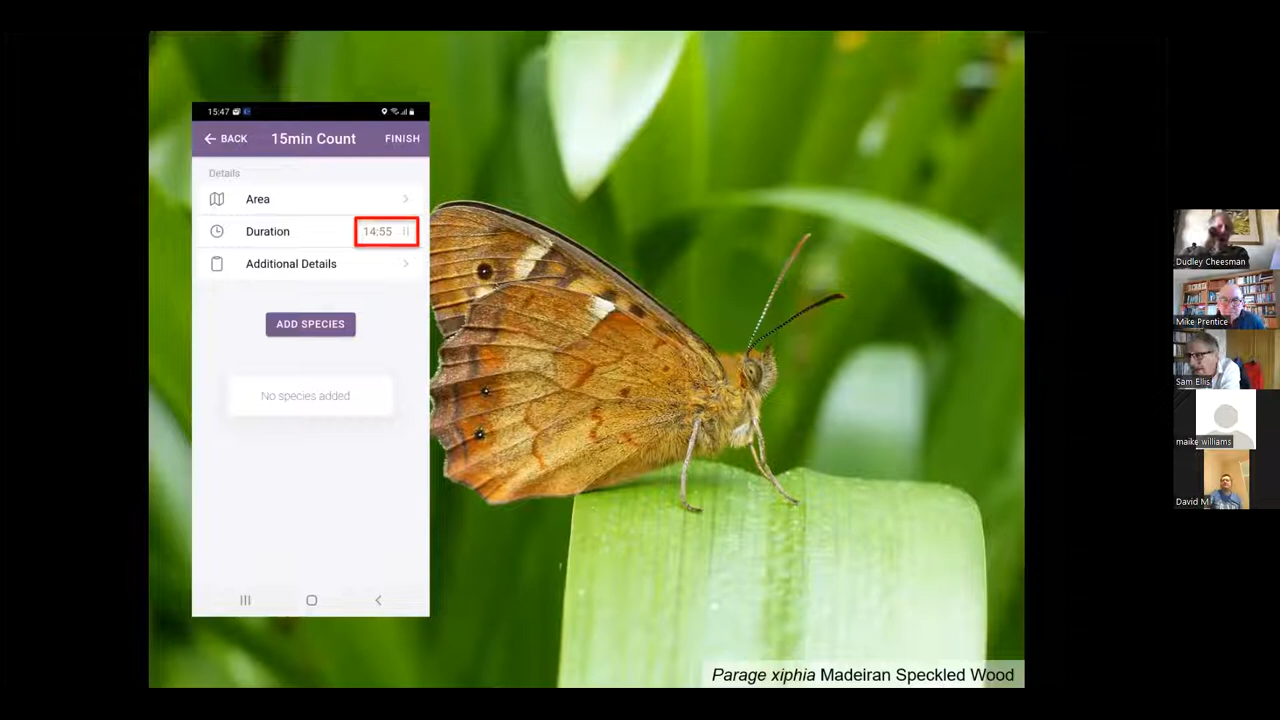 15:47
BACK 15min Count FINISH
Details
Area
Duration 14:55
Additional Details
ADD SPECIES
No species added
Parage xiphia Madeiran Speckled Wood
Dudley Cheesman
Mike Prentice
Sam Ellis
maike williams
David M